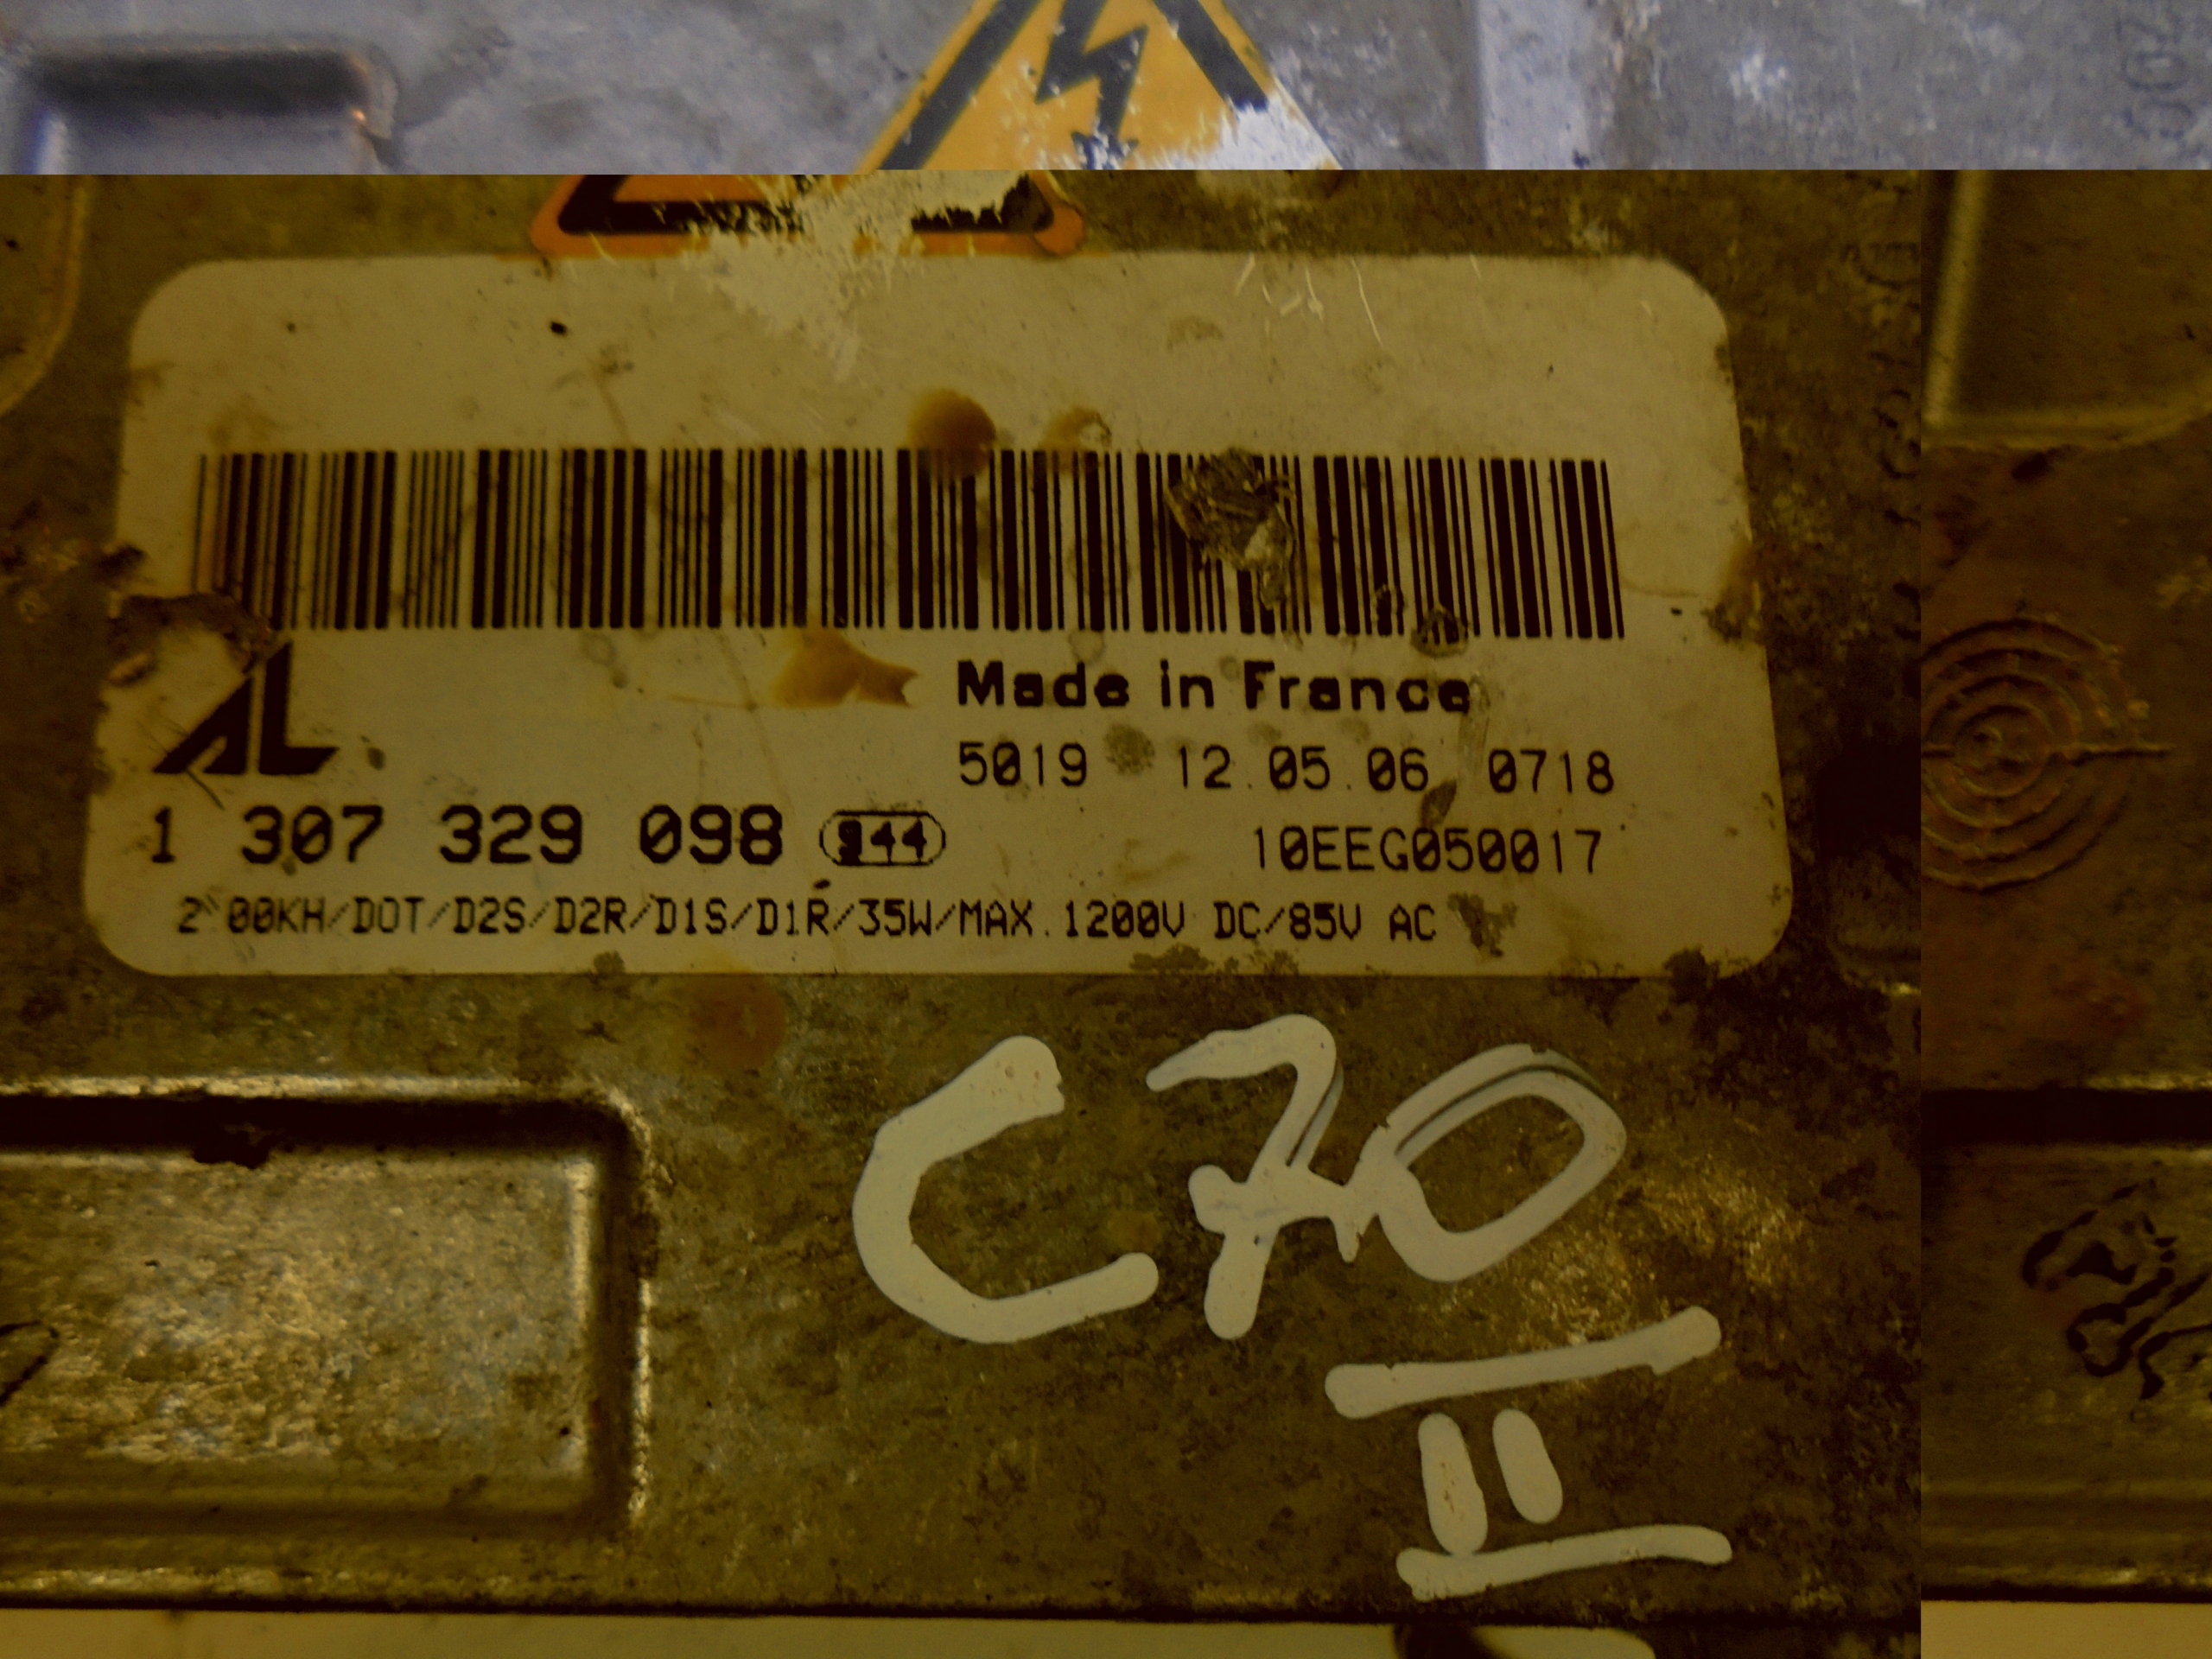 AL
Made in France
5019 12.05.06 0718
1 307 329 098 944
10EEG050017
2*00KH/DOT/D2S/D2R/D1S/D1R/35W/MAX.1200V DC/85V AC
C70
II